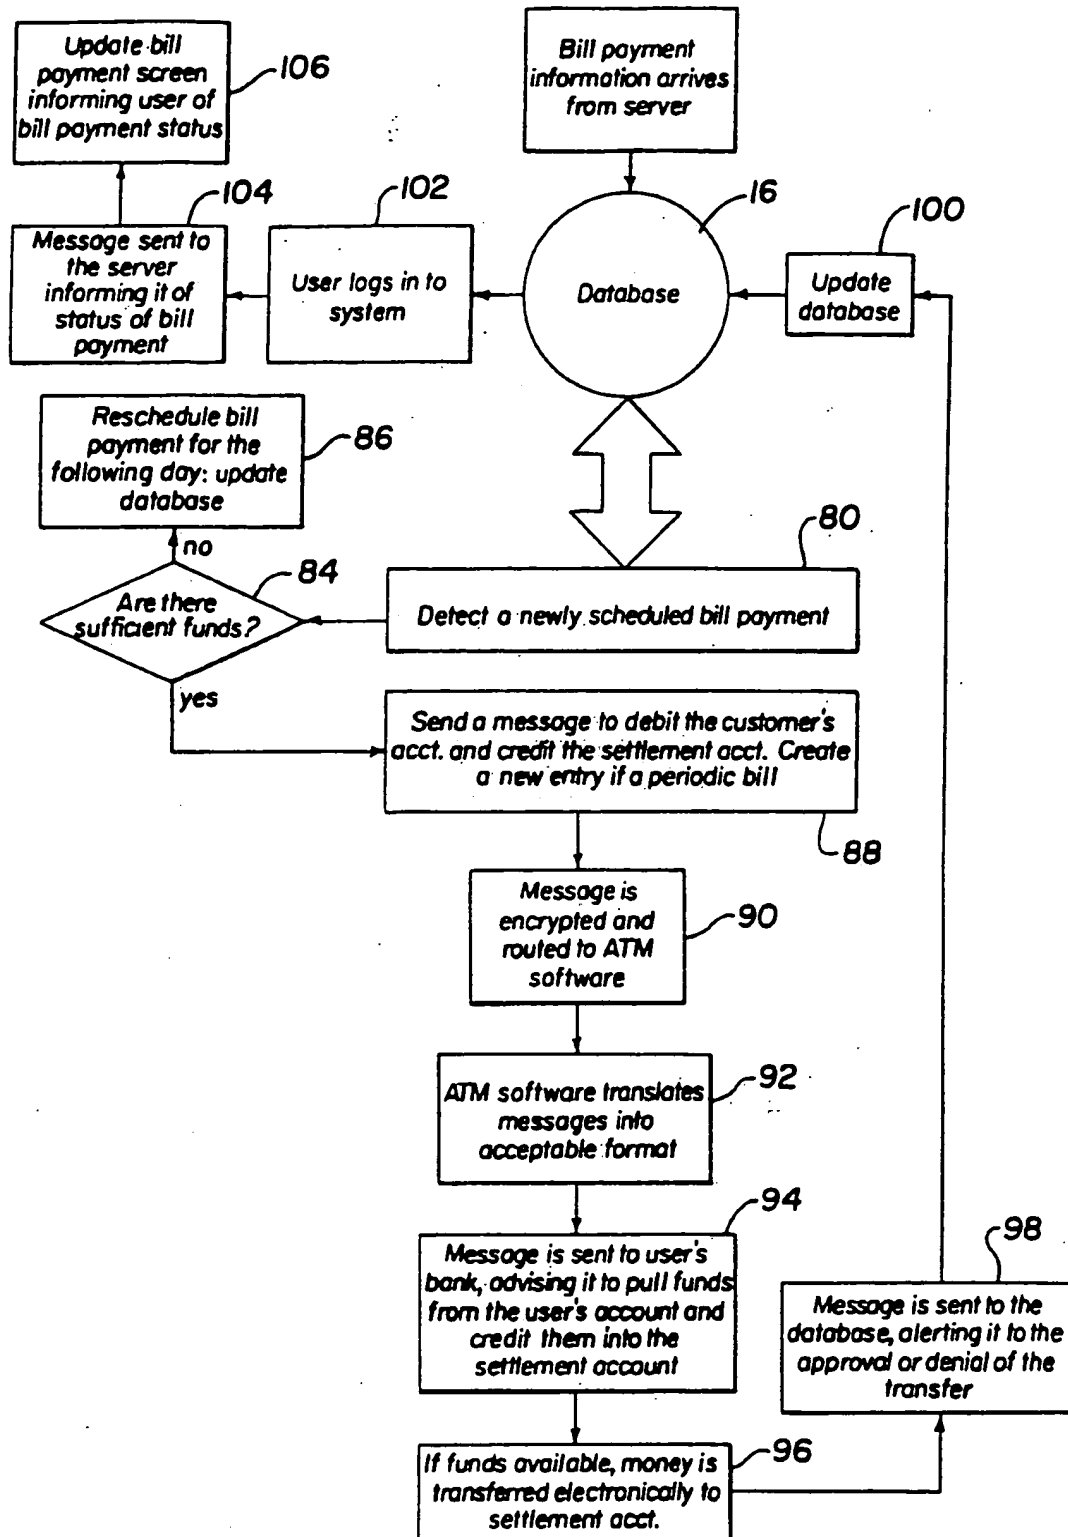 Update bill
payment screen
informing user of
bill payment status
106
Bill payment
information arrives
from server
104
Message sent to
the server
informing it of
status of bill
payment
102
User logs in to
system
16
Database
100
Update
database
Reschedule bill
payment for the
following day: update
database
86
no
84
Are there
sufficient funds?
yes
80
Detect a newly scheduled bill payment
Send a message to debit the customer's
acct. and credit the settlement acct. Create
a new entry if a periodic bill
88
Message is
encrypted and
routed to ATM
software
90
ATM software translates
messages into
acceptable format
92
94
Message is sent to user's
bank, advising it to pull funds
from the user's account and
credit them into the
settlement account
98
Message is sent to the
database, alerting it to the
approval or denial of the
transfer
If funds available, money is
transferred electronically to
settlement acct.
96